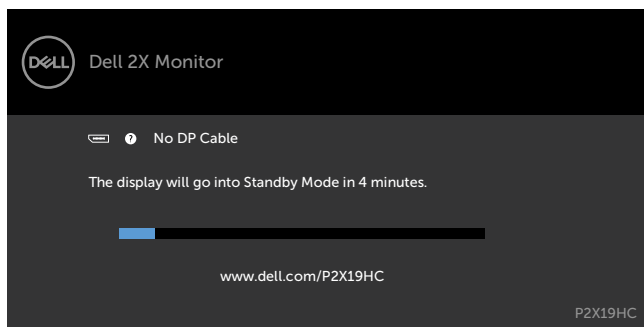 DELL Dell 2X Monitor
? No DP Cable
The display will go into Standby Mode in 4 minutes.
www.dell.com/P2X19HC
P2X19HC